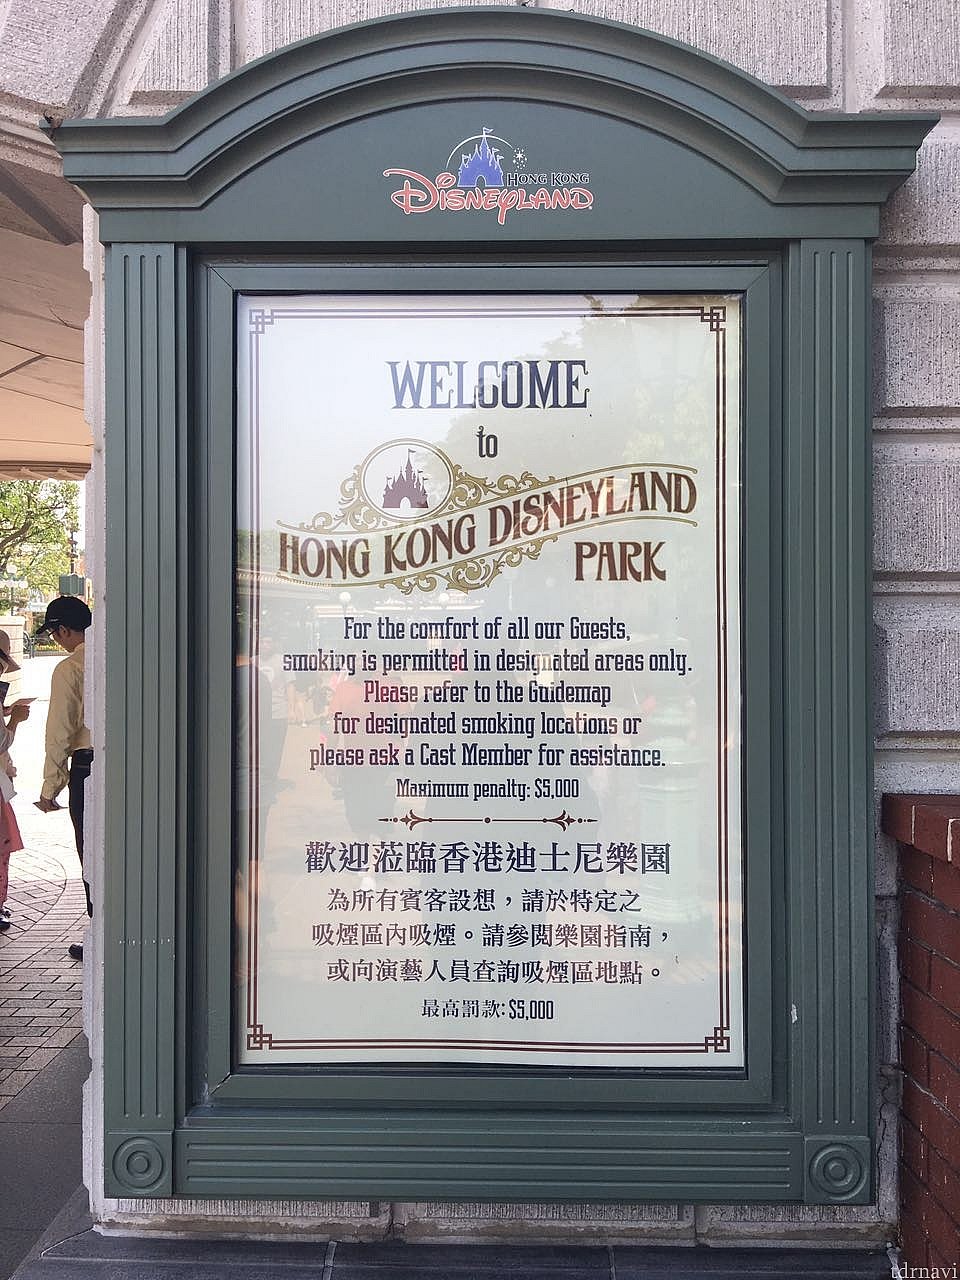 HONG KONG
DISNEYLAND
WELCOME
to
HONG KONG DISNEYLAND
PARK
For the comfort of all our Guests,
smoking is permitted in designated areas only.
Please refer to the Guidemap
for designated smoking locations or
please ask a Cast Member for assistance.
Maximum penalty: $5,000
歡迎蒞臨香港迪士尼樂園
為所有賓客設想，請於特定之
吸煙區內吸煙。請參閱樂園指南，
或向演藝人員查詢吸煙區地點。
最高罰款: $5,000
tdrnavi